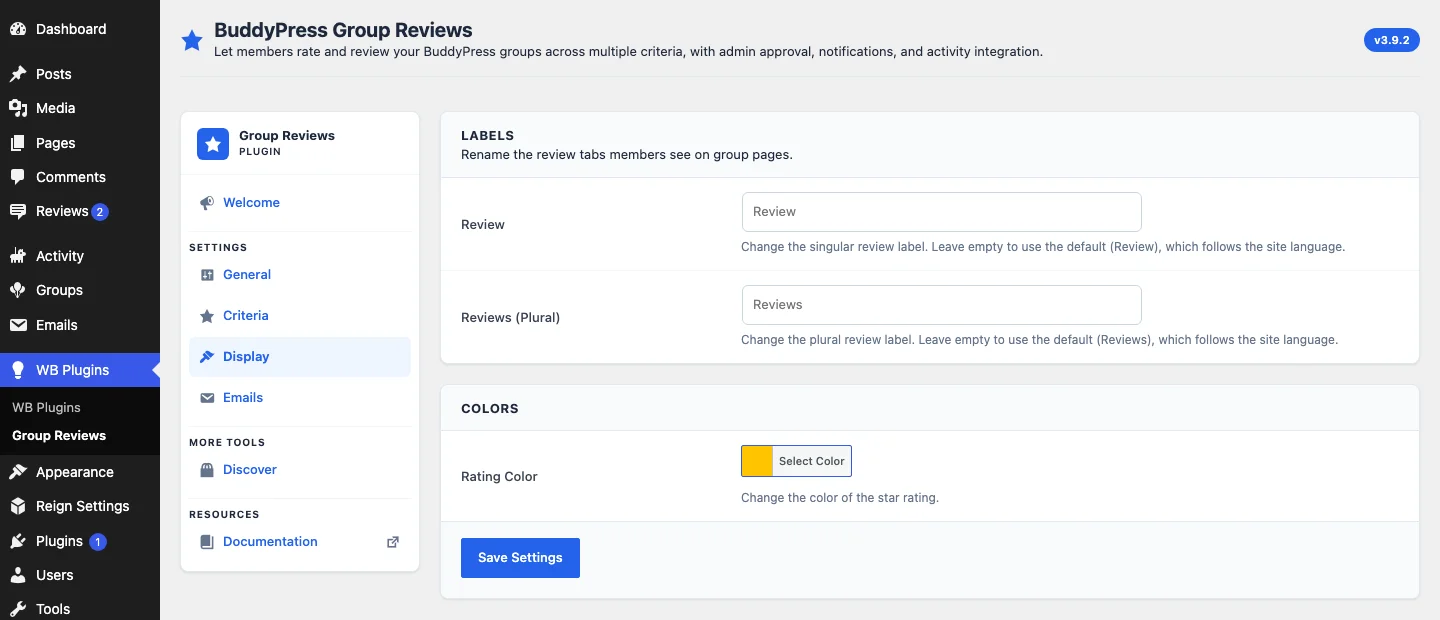 Dashboard
Posts
Media
Pages
Comments
Reviews 2
Activity
Groups
Emails
WB Plugins
WB Plugins
Group Reviews
Appearance
Reign Settings
Plugins 1
Users
Tools
BuddyPress Group Reviews
Let members rate and review your BuddyPress groups across multiple criteria, with admin approval, notifications, and activity integration.
v3.9.2
Group Reviews
PLUGIN
Welcome
SETTINGS
General
Criteria
Display
Emails
MORE TOOLS
Discover
RESOURCES
Documentation
LABELS
Rename the review tabs members see on group pages.
Review
Review
Change the singular review label. Leave empty to use the default (Review), which follows the site language.
Reviews (Plural)
Reviews
Change the plural review label. Leave empty to use the default (Reviews), which follows the site language.
COLORS
Rating Color
Select Color
Change the color of the star rating.
Save Settings